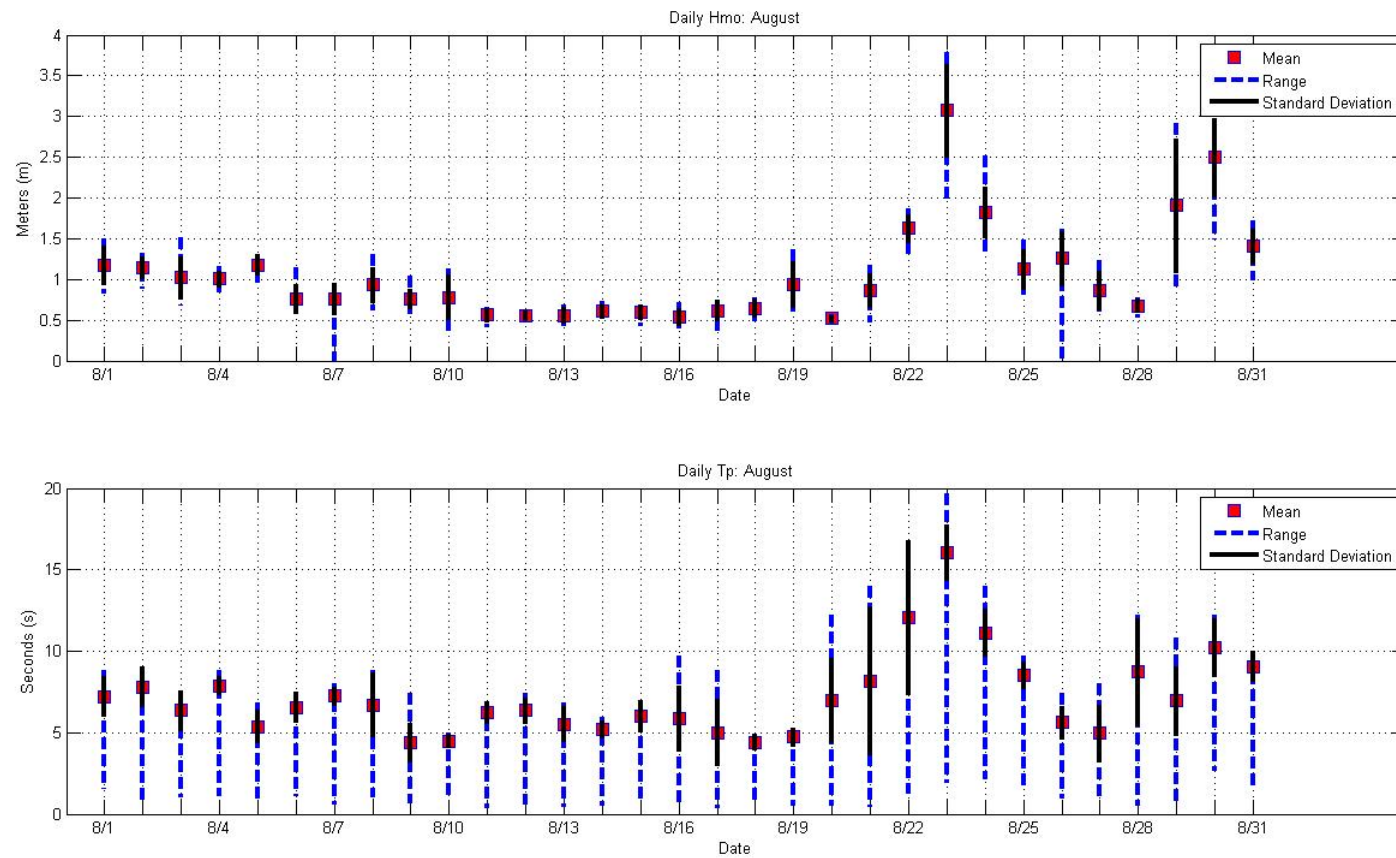 Daily Hmo: August
4
3.5
3
2.5
2
1.5
1
0.5
0
Meters (m)
Mean
Range
Standard Deviation
8/1 8/4 8/7 8/10 8/13 8/16 8/19 8/22 8/25 8/28 8/31
Date
Daily Tp: August
20
15
10
5
0
Seconds (s)
Mean
Range
Standard Deviation
8/1 8/4 8/7 8/10 8/13 8/16 8/19 8/22 8/25 8/28 8/31
Date